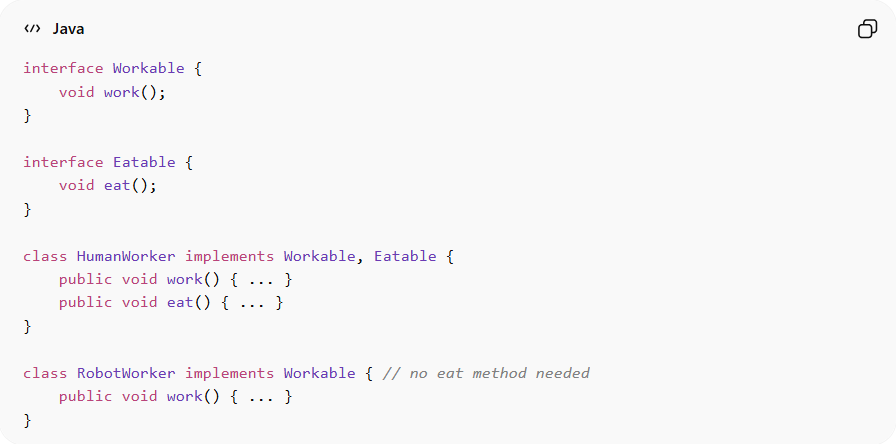 Java
interface Workable {
    void work();
}

interface Eatable {
    void eat();
}

class HumanWorker implements Workable, Eatable {
    public void work() { ... }
    public void eat() { ... }
}

class RobotWorker implements Workable { // no eat method needed
    public void work() { ... }
}